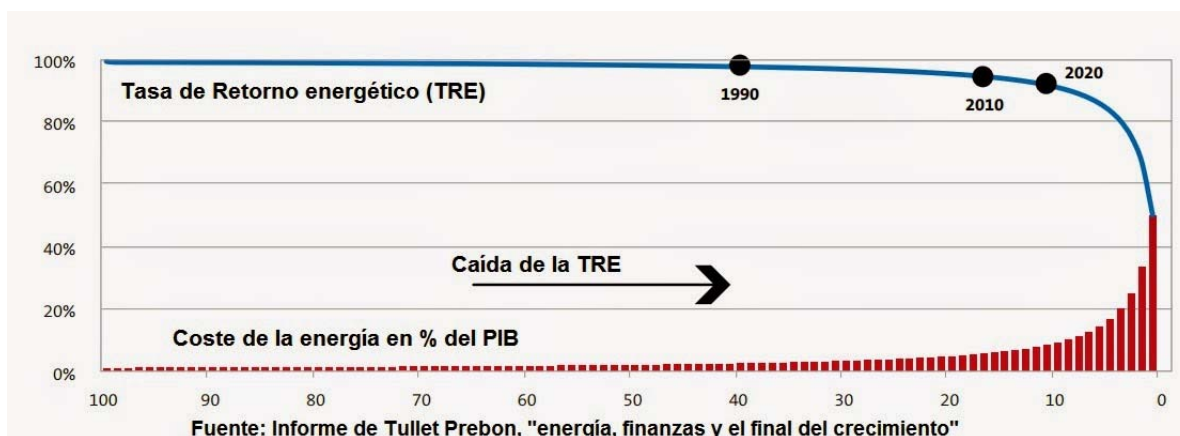 100%
Tasa de Retorno energético (TRE)
1990
2010
2020
80%
60%
40%
Caída de la TRE
20%
Coste de la energía en % del PIB
0%
100 90 80 70 60 50 40 30 20 10 0
Fuente: Informe de Tullet Prebon, "energía, finanzas y el final del crecimiento"